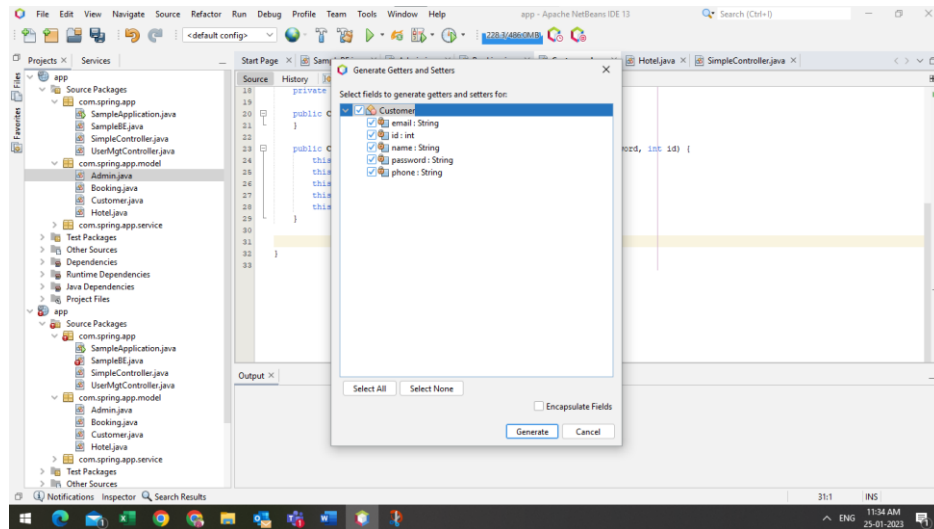 File Edit View Navigate Source Refactor Run Debug Profile Team Tools Window Help app - Apache NetBeans IDE 13 Search (Ctrl+I)
<default config> 228.3/486.0MB
Projects × Services Start Page × Hotel.java × SimpleController.java ×
Files
Favorites
app
Source Packages
com.spring.app
SampleApplication.java
SampleBE.java
SimpleController.java
UserMgtController.java
com.spring.app.model
Admin.java
Booking.java
Customer.java
Hotel.java
com.spring.app.service
Test Packages
Other Sources
Dependencies
Runtime Dependencies
Java Dependencies
Project Files
app
Source Packages
com.spring.app
SampleApplication.java
SampleBE.java
SimpleController.java
UserMgtController.java
com.spring.app.model
Admin.java
Booking.java
Customer.java
Hotel.java
com.spring.app.service
Test Packages
Other Sources
Source History
18 private
19
20 public C
21 }
22
23 public C word, int id) {
24 this
25 this
26 this
27 this
28 this
29 }
30
31
32 }
33
Generate Getters and Setters
Select fields to generate getters and setters for:
Customer
email : String
id : int
name : String
password : String
phone : String
Select All Select None
Encapsulate Fields
Generate Cancel
Output ×
Notifications Inspector Search Results 31:1 INS
ENG 11:34 AM
25-01-2023